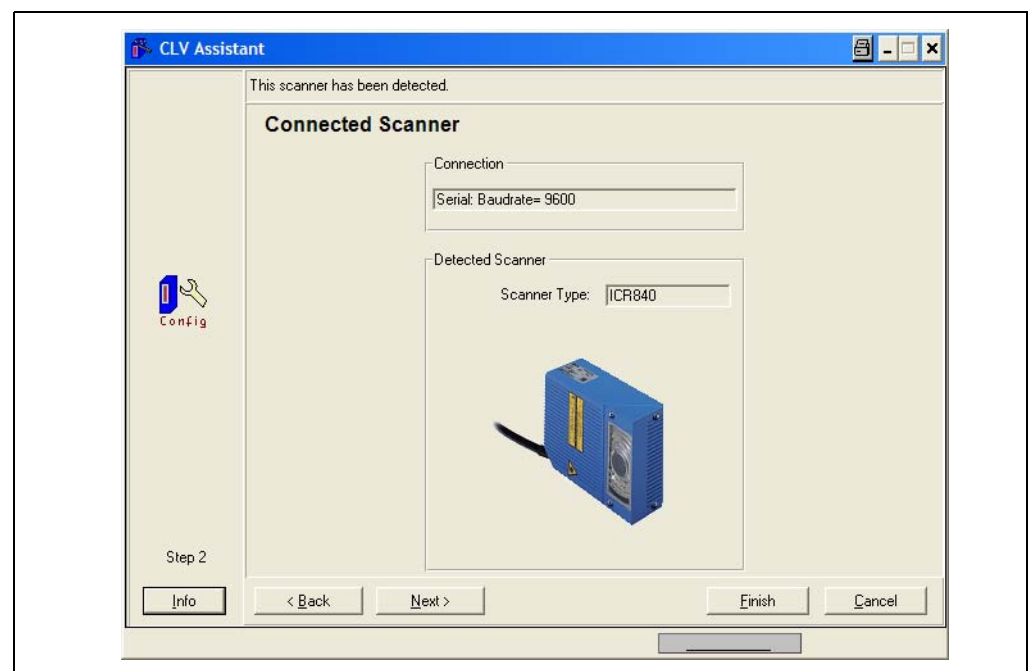 CLV Assistant
This scanner has been detected.
Connected Scanner
Connection
Serial: Baudrate= 9600
Detected Scanner
Scanner Type: ICR840
Config
Step 2
Info
< Back
Next >
Finish
Cancel